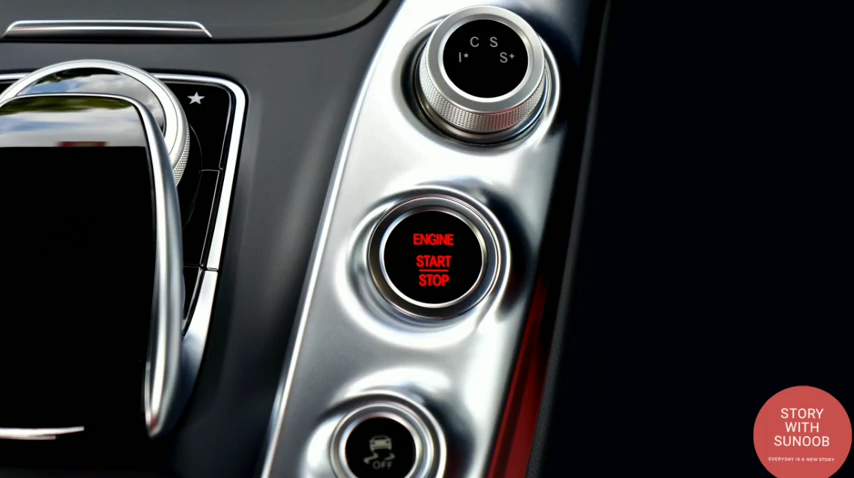 C S
I* S+
ENGINE
START
STOP
OFF
STORY
WITH
SUNOOB
EVERYDAY IS A NEW STORY